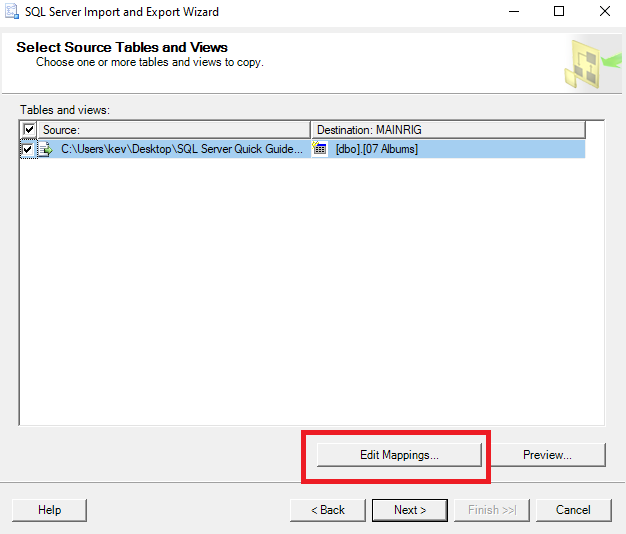 SQL Server Import and Export Wizard
Select Source Tables and Views
Choose one or more tables and views to copy.
Tables and views:
Source: Destination: MAINRIG
C:\Users\kev\Desktop\SQL Server Quick Guide... [dbo].[07 Albums]
Edit Mappings... Preview...
Help < Back Next > Finish >>| Cancel